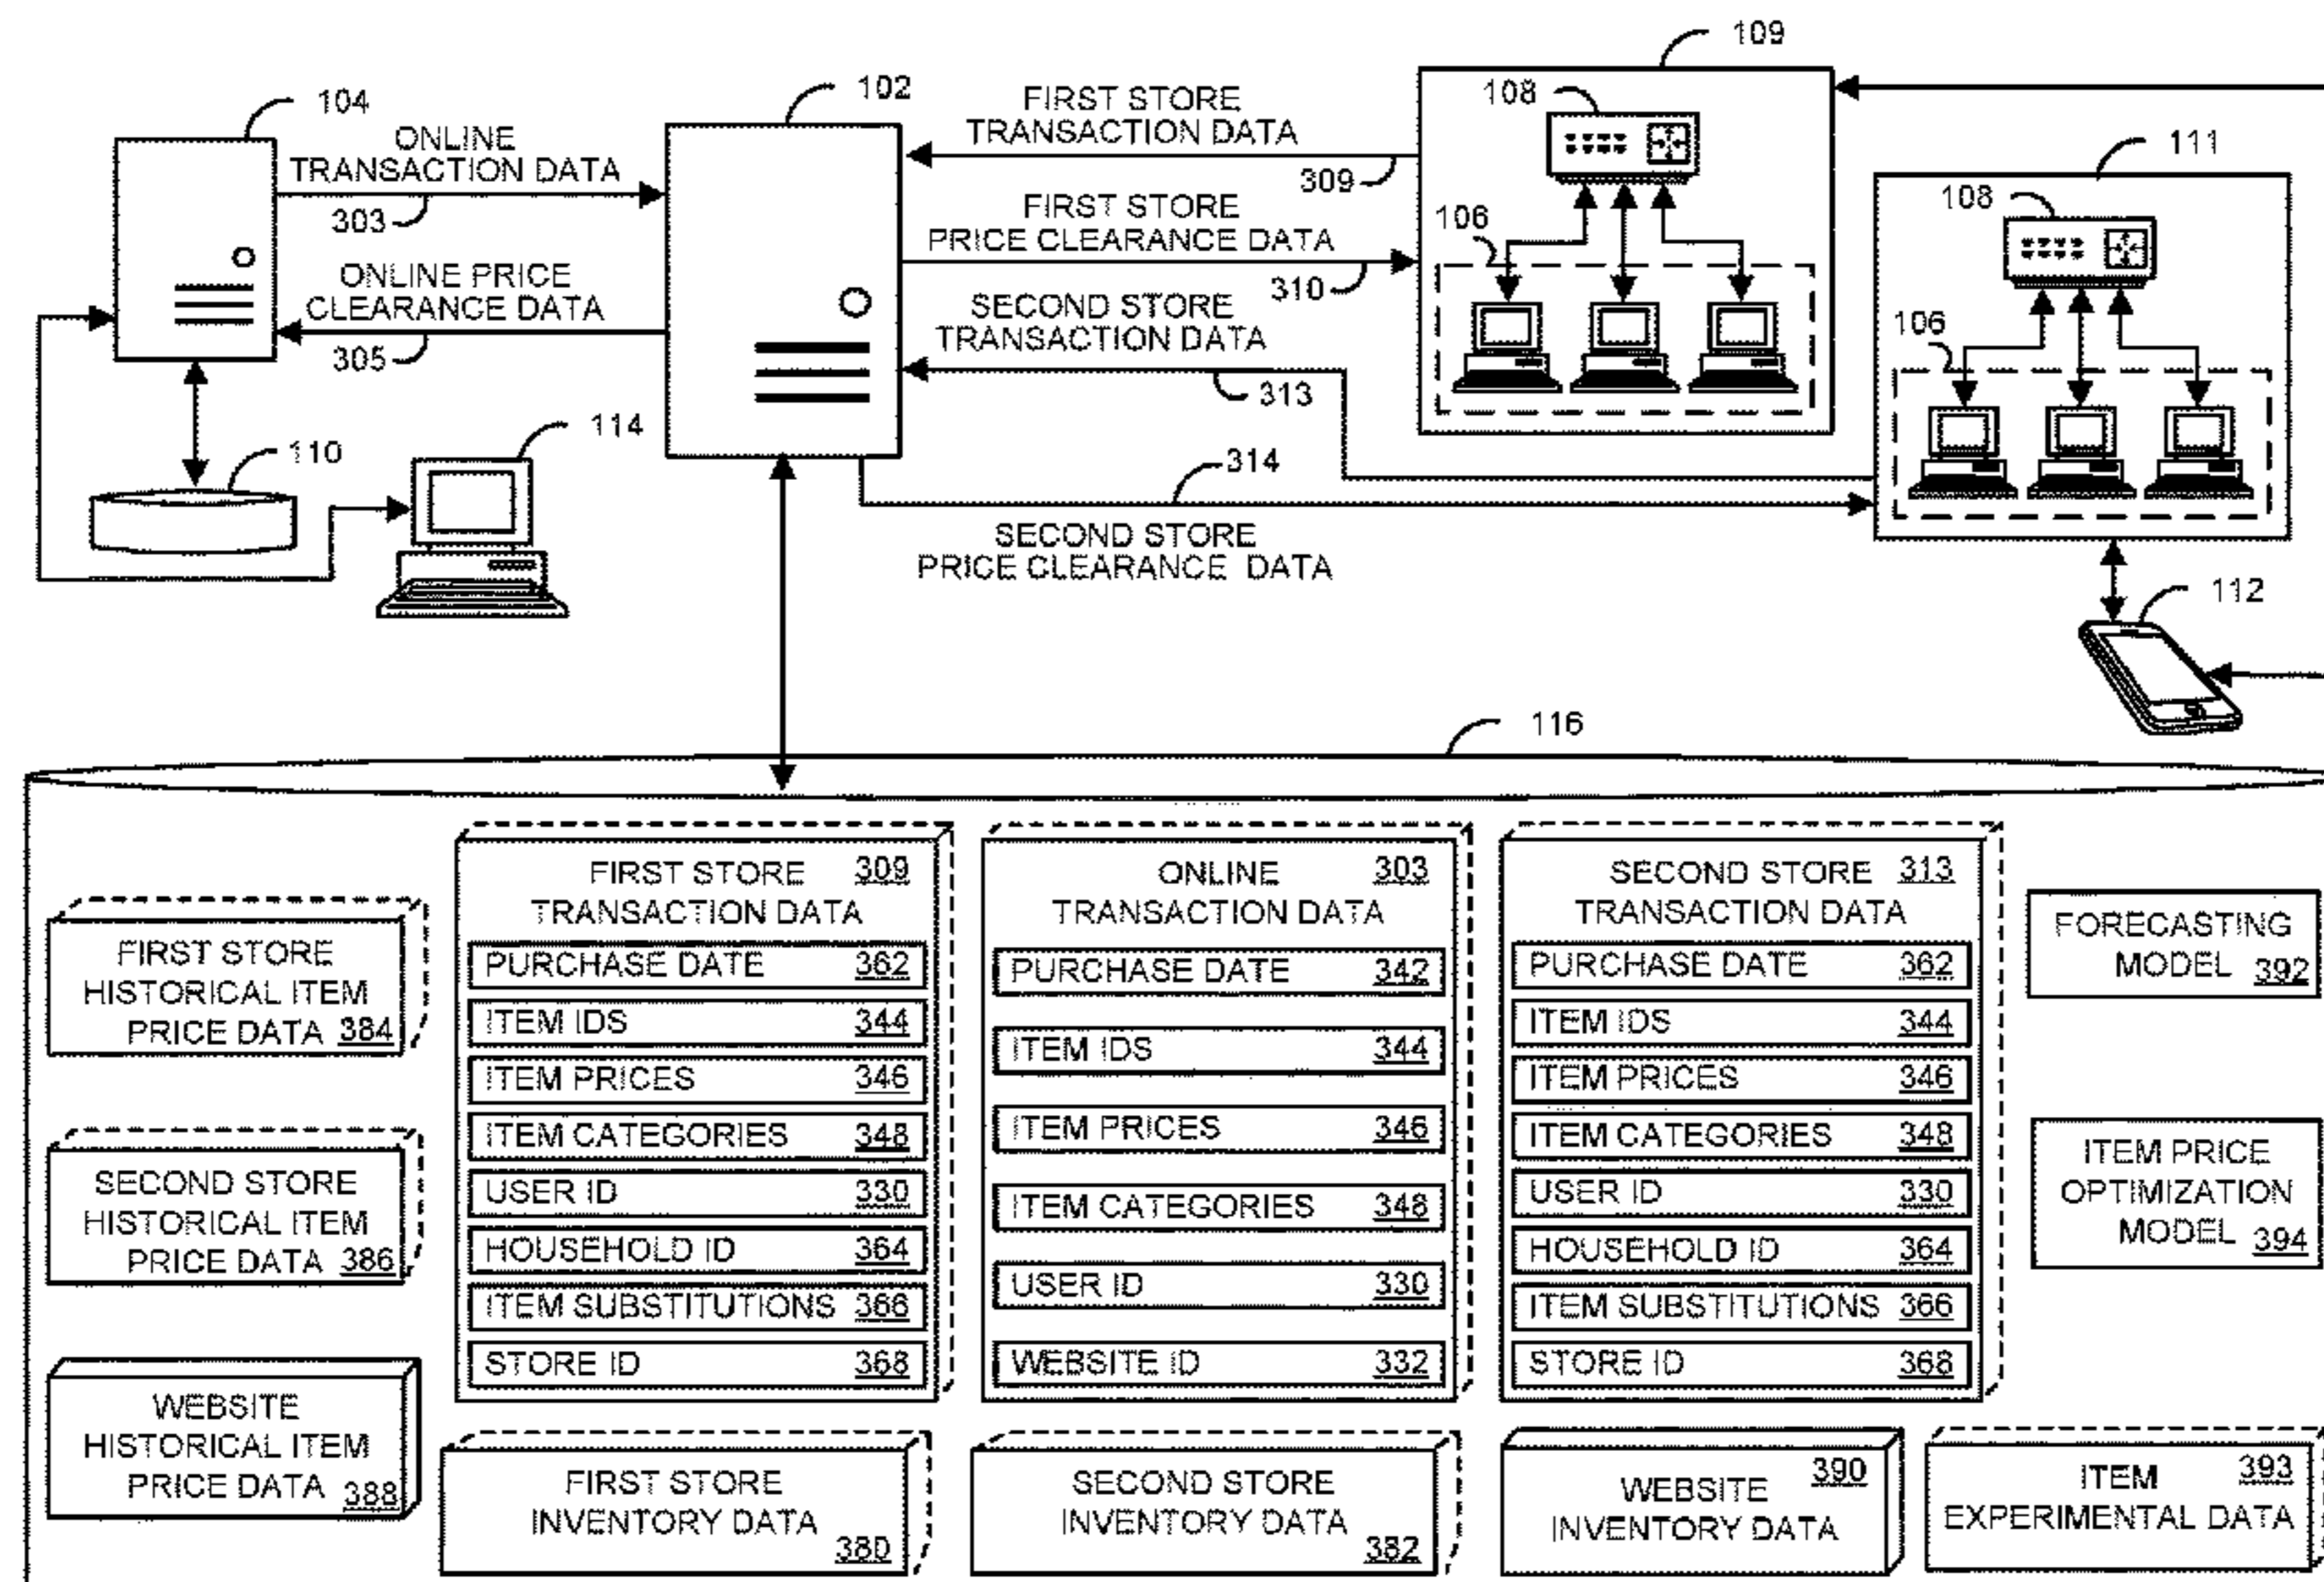 109
104
102
FIRST STORE
TRANSACTION DATA
108
ONLINE
TRANSACTION DATA
111
309
303
FIRST STORE
PRICE CLEARANCE DATA
106
108
ONLINE PRICE
CLEARANCE DATA
310
SECOND STORE
TRANSACTION DATA
106
305
313
114
110
314
SECOND STORE
PRICE CLEARANCE DATA
112
116
FIRST STORE 309
TRANSACTION DATA
PURCHASE DATE 362
ITEM IDS 344
ITEM PRICES 346
ITEM CATEGORIES 348
USER ID 330
HOUSEHOLD ID 364
ITEM SUBSTITUTIONS 366
STORE ID 368
ONLINE 303
TRANSACTION DATA
PURCHASE DATE 342
ITEM IDS 344
ITEM PRICES 346
ITEM CATEGORIES 348
USER ID 330
WEBSITE ID 332
SECOND STORE 313
TRANSACTION DATA
PURCHASE DATE 362
ITEM IDS 344
ITEM PRICES 346
ITEM CATEGORIES 348
USER ID 330
HOUSEHOLD ID 364
ITEM SUBSTITUTIONS 366
STORE ID 368
FIRST STORE
HISTORICAL ITEM
PRICE DATA 384
SECOND STORE
HISTORICAL ITEM
PRICE DATA 386
WEBSITE
HISTORICAL ITEM
PRICE DATA 388
FORECASTING
MODEL 392
ITEM PRICE
OPTIMIZATION
MODEL 394
FIRST STORE
INVENTORY DATA 380
SECOND STORE
INVENTORY DATA 382
390
WEBSITE
INVENTORY DATA
ITEM 393
EXPERIMENTAL DATA